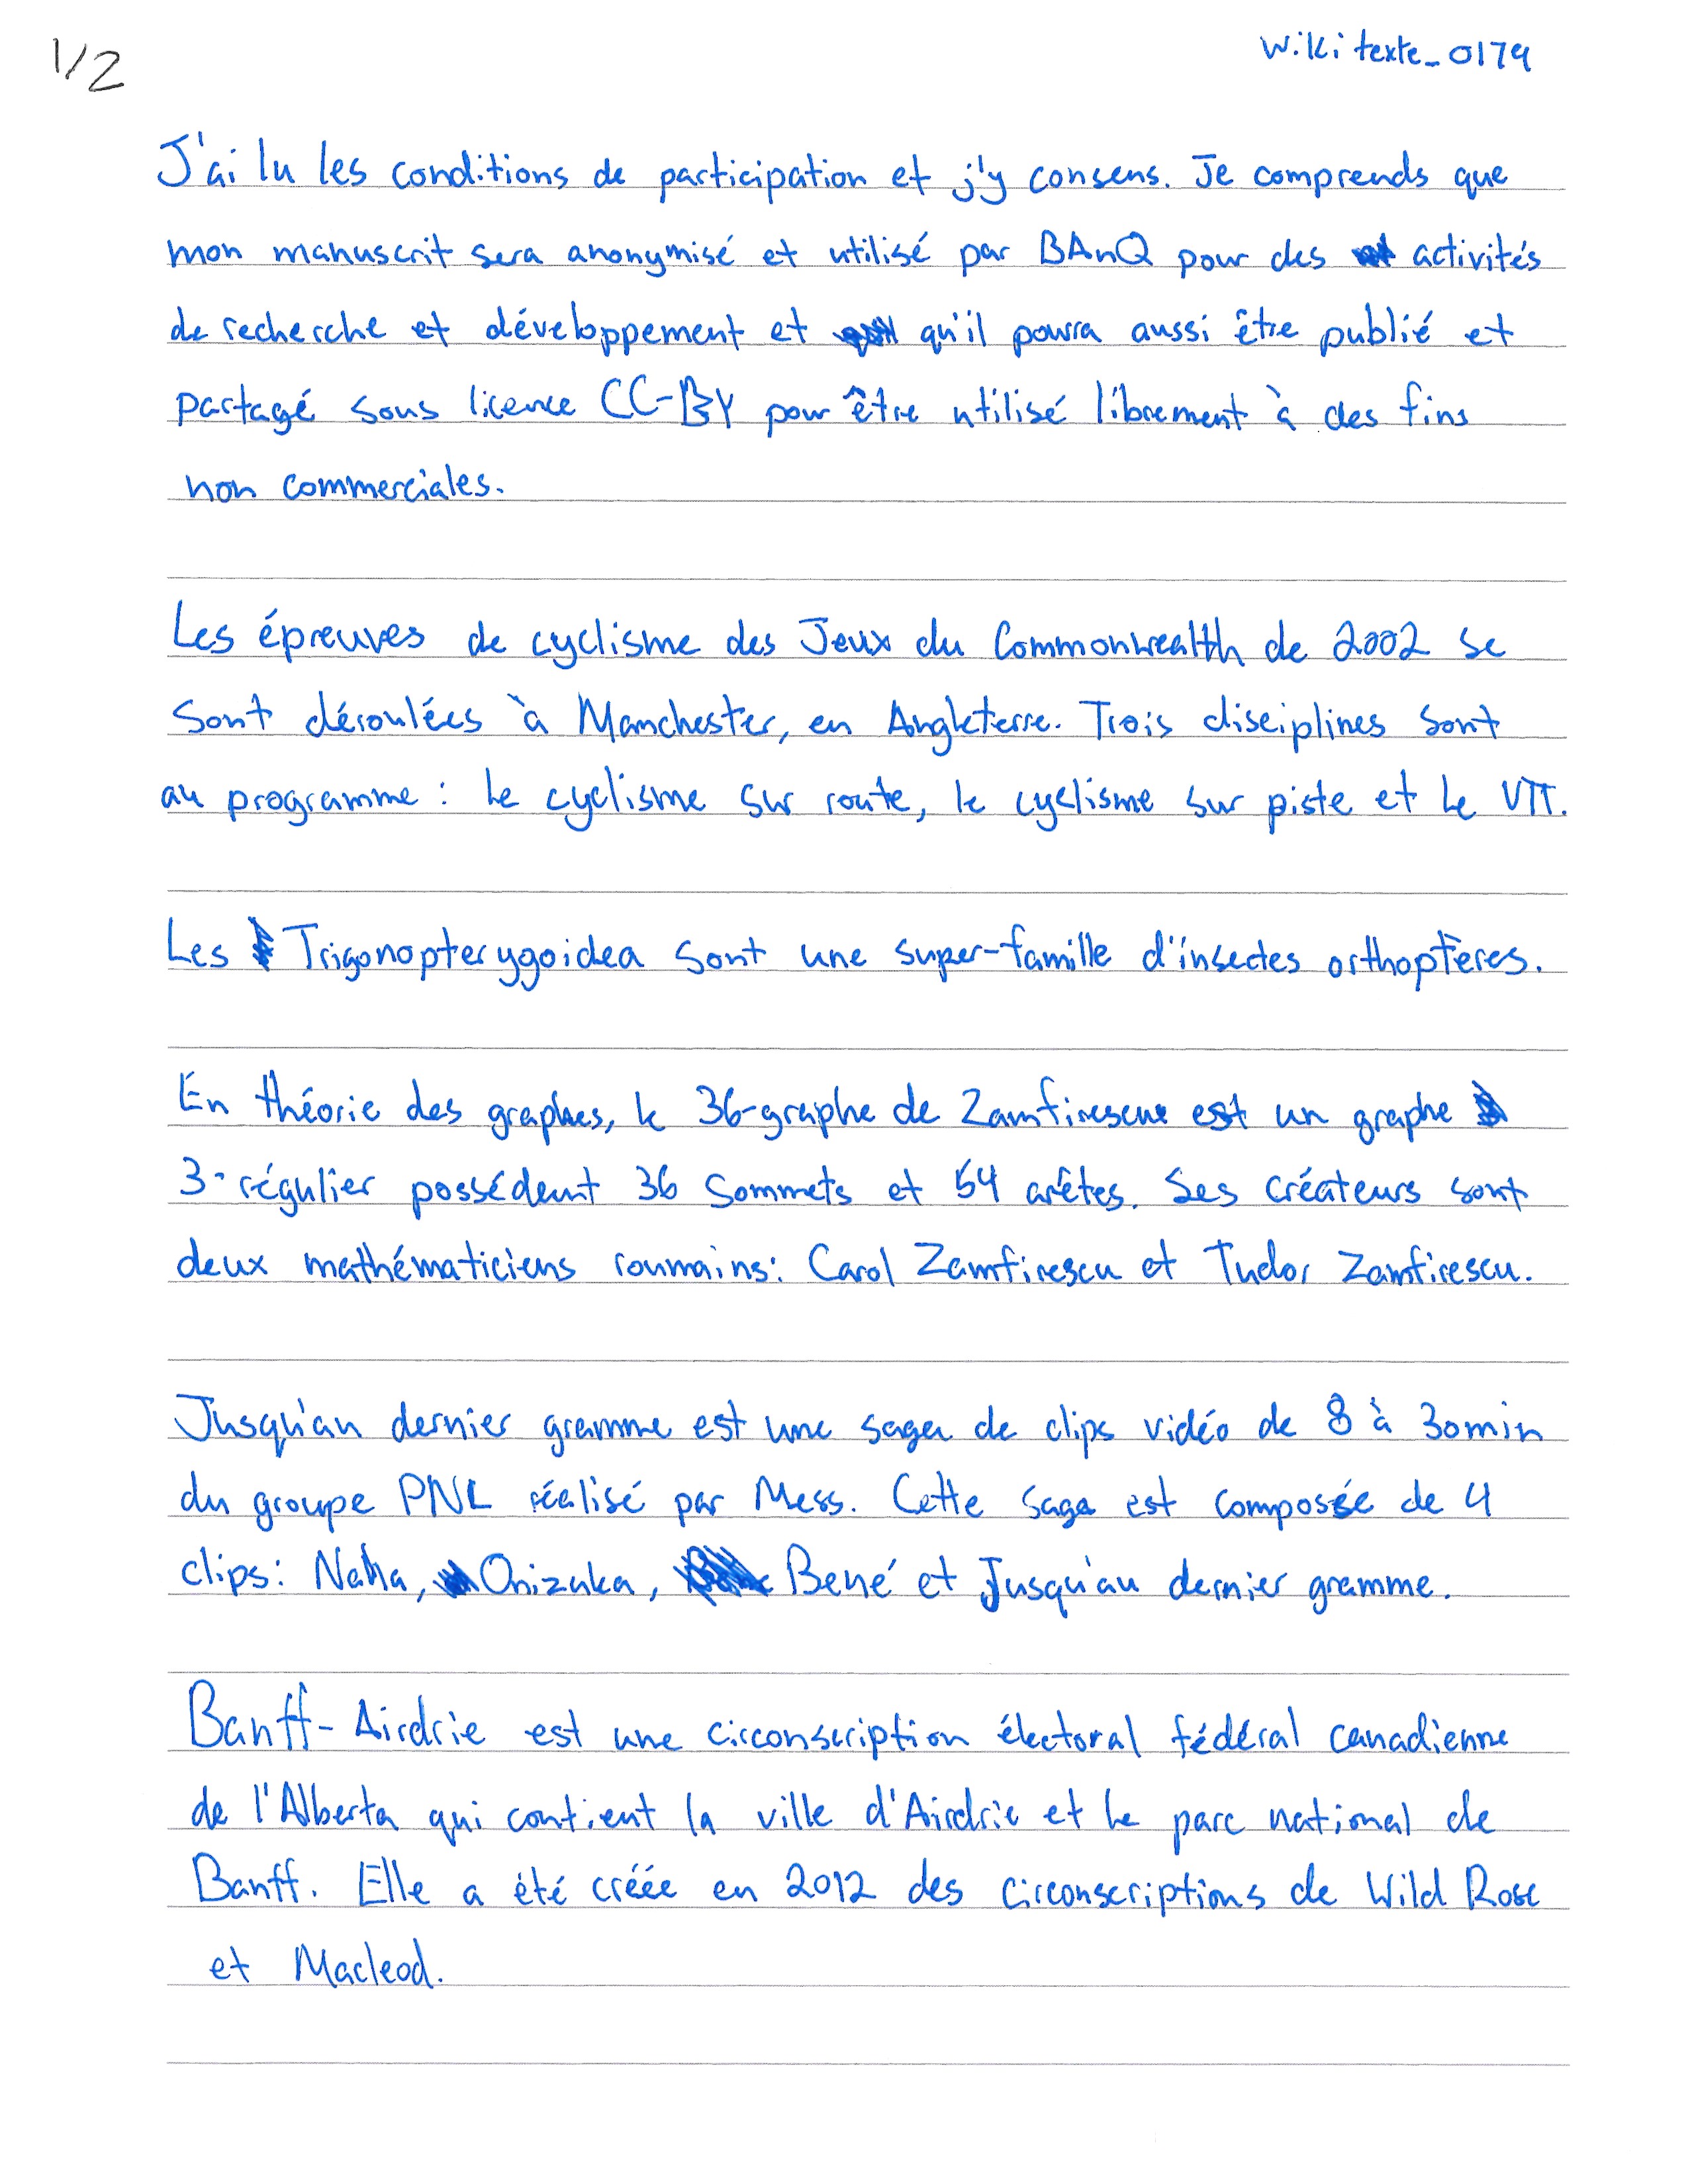 1/2
wikitexte_0179
J'ai lu les conditions de participation et j'y consens. Je comprends que
mon manuscrit sera anonymisé et utilisé par BAnQ pour des activités
de recherche et développement et qu'il pourra aussi être publié et
partagé sous licence CC-BY pour être utilisé librement à des fins
non commerciales.
Les épreuves de cyclisme des Jeux du Commonwealth de 2002 se
sont déroulées à Manchester, en Angleterre. Trois disciplines sont
au programme : le cyclisme sur route, le cyclisme sur piste et le VTT.
Les Trigonopterygoidea sont une super-famille d'insectes orthoptères.
En théorie des graphes, le 36-graphe de Zamfirescu est un graphe
3-régulier possédant 36 sommets et 54 arêtes. Ses créateurs sont
deux mathématiciens roumains: Carol Zamfirescu et Tudor Zamfirescu.
Jusqu'au dernier gramme est une saga de clips vidéo de 8 à 30min
du groupe PNL réalisé par Mess. Cette saga est composée de 4
clips: Naha, Onizuka, Bené et Jusqu'au dernier gramme.
Banff-Airdrie est une circonscription électoral fédéral canadienne
de l'Alberta qui contient la ville d'Airdrie et le parc national de
Banff. Elle a été créée en 2012 des circonscriptions de Wild Rose
et Macleod.